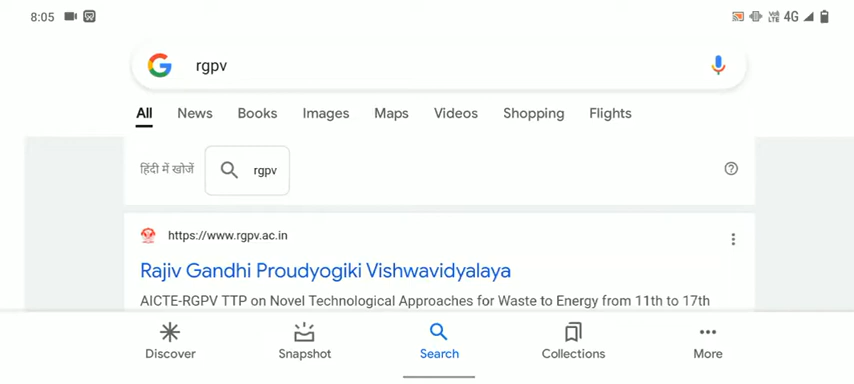 8:05 4G
rgpv
All News Books Images Maps Videos Shopping Flights
हिंदी में खोजें rgpv
https://www.rgpv.ac.in
Rajiv Gandhi Proudyogiki Vishwavidyalaya
AICTE-RGPV TTP on Novel Technological Approaches for Waste to Energy from 11th to 17th
Discover Snapshot Search Collections More